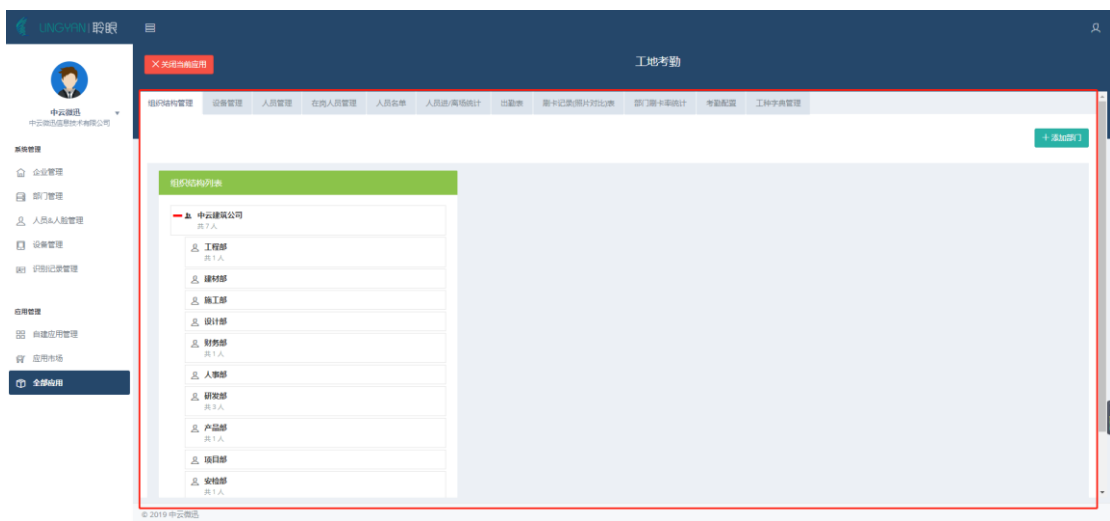 LINGYAN | 聆眼
中云微迅
中云微迅信息技术有限公司
系统管理
企业管理
部门管理
人员&人脸管理
设备管理
识别记录管理
应用管理
自建应用管理
应用市场
全部应用
× 关闭当前应用
工地考勤
组织结构管理 设备管理 人员管理 在岗人员管理 人员名单 人员进/离场统计 出勤表 刷卡记录/照片对比表 部门刷卡率统计 考勤配置 工种字典管理
+ 添加部门
组织结构列表
中云建筑公司
共 7 人
工程部
共 1 人
建材部
施工部
设计部
财务部
共 1 人
人事部
研发部
共 3 人
产品部
共 1 人
项目部
安检部
共 1 人
© 2019 中云微迅